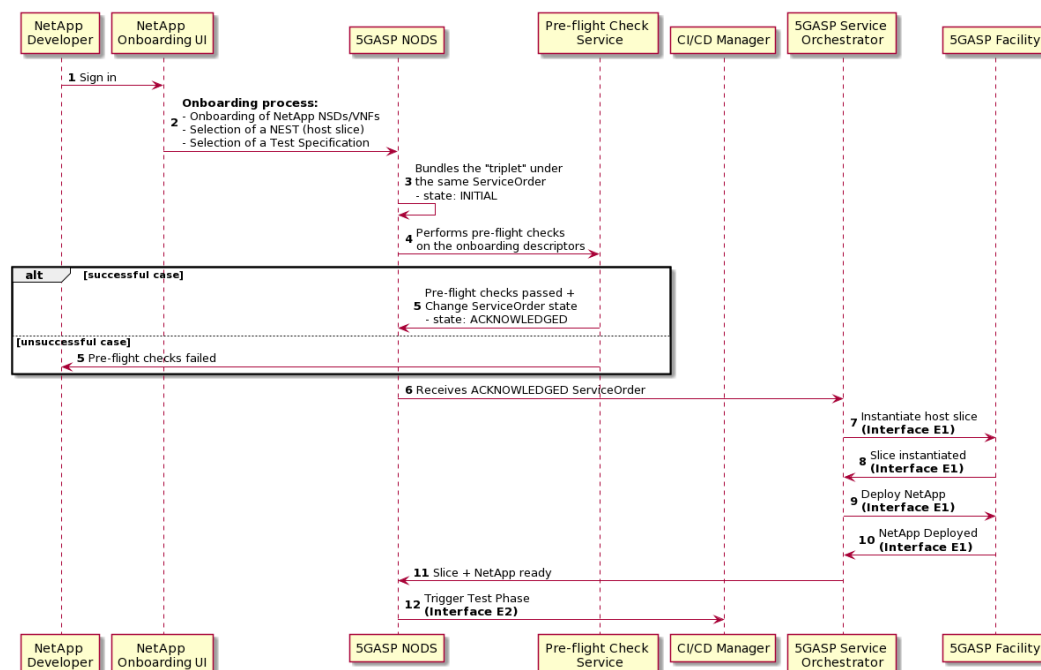 NetApp
Developer
NetApp
Onboarding UI
5GASP NODS
Pre-flight Check
Service
CI/CD Manager
5GASP Service
Orchestrator
5GASP Facility
1 Sign in
Onboarding process:
2 - Onboarding of NetApp NSDs/VNFs
- Selection of a NEST (host slice)
- Selection of a Test Specification
Bundles the "triplet" under
3 the same ServiceOrder
- state: INITIAL
4 Performs pre-flight checks
on the onboarding descriptors
alt [successful case]
Pre-flight checks passed +
5 Change ServiceOrder state
- state: ACKNOWLEDGED
[unsuccessful case]
5 Pre-flight checks failed
6 Receives ACKNOWLEDGED ServiceOrder
7 Instantiate host slice
(Interface E1)
8 Slice instantiated
(Interface E1)
9 Deploy NetApp
(Interface E1)
10 NetApp Deployed
(Interface E1)
11 Slice + NetApp ready
12 Trigger Test Phase
(Interface E2)
NetApp
Developer
NetApp
Onboarding UI
5GASP NODS
Pre-flight Check
Service
CI/CD Manager
5GASP Service
Orchestrator
5GASP Facility